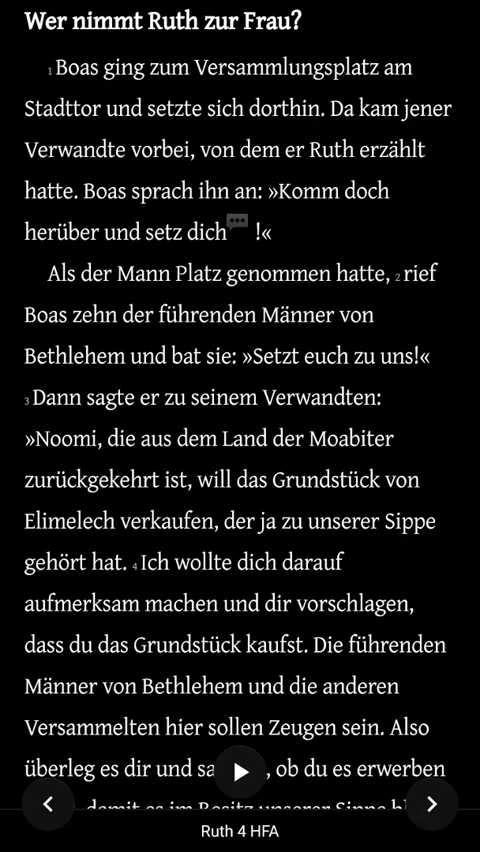 Wer nimmt Ruth zur Frau?
1 Boas ging zum Versammlungsplatz am
Stadttor und setzte sich dorthin. Da kam jener
Verwandte vorbei, von dem er Ruth erzählt
hatte. Boas sprach ihn an: »Komm doch
herüber und setz dich !«
Als der Mann Platz genommen hatte, 2 rief
Boas zehn der führenden Männer von
Bethlehem und bat sie: »Setzt euch zu uns!«
3 Dann sagte er zu seinem Verwandten:
»Noomi, die aus dem Land der Moabiter
zurückgekehrt ist, will das Grundstück von
Elimelech verkaufen, der ja zu unserer Sippe
gehört hat. 4 Ich wollte dich darauf
aufmerksam machen und dir vorschlagen,
dass du das Grundstück kaufst. Die führenden
Männer von Bethlehem und die anderen
Versammelten hier sollen Zeugen sein. Also
überleg es dir und , ob du es erwerben
damit es im Besitz unserer Sippe
Ruth 4 HFA